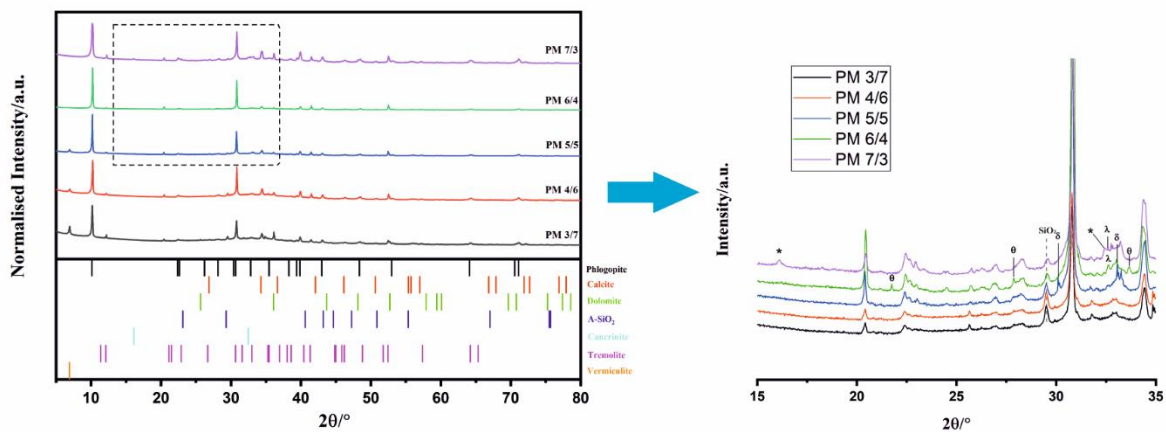 Normalised Intensity/a.u.
PM 7/3
PM 6/4
PM 5/5
PM 4/6
PM 3/7
Phlogopite
Calcite
Dolomite
A-SiO₂
Cancrinite
Tremolite
Vermiculite
10 20 30 40 50 60 70 80
2θ/°
Intensity/a.u.
PM 3/7
PM 4/6
PM 5/5
PM 6/4
PM 7/3
* θ θ SiO₂ δ * λ λ δ θ
15 20 25 30 35
2θ/°